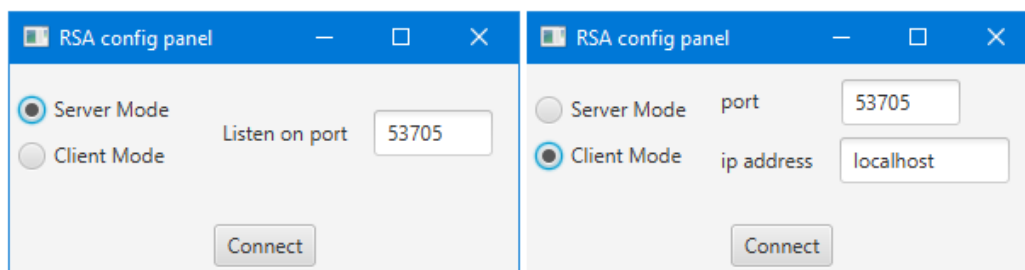 RSA config panel
Server Mode
Client Mode
Listen on port 53705
Connect
RSA config panel
Server Mode
Client Mode
port 53705
ip address localhost
Connect